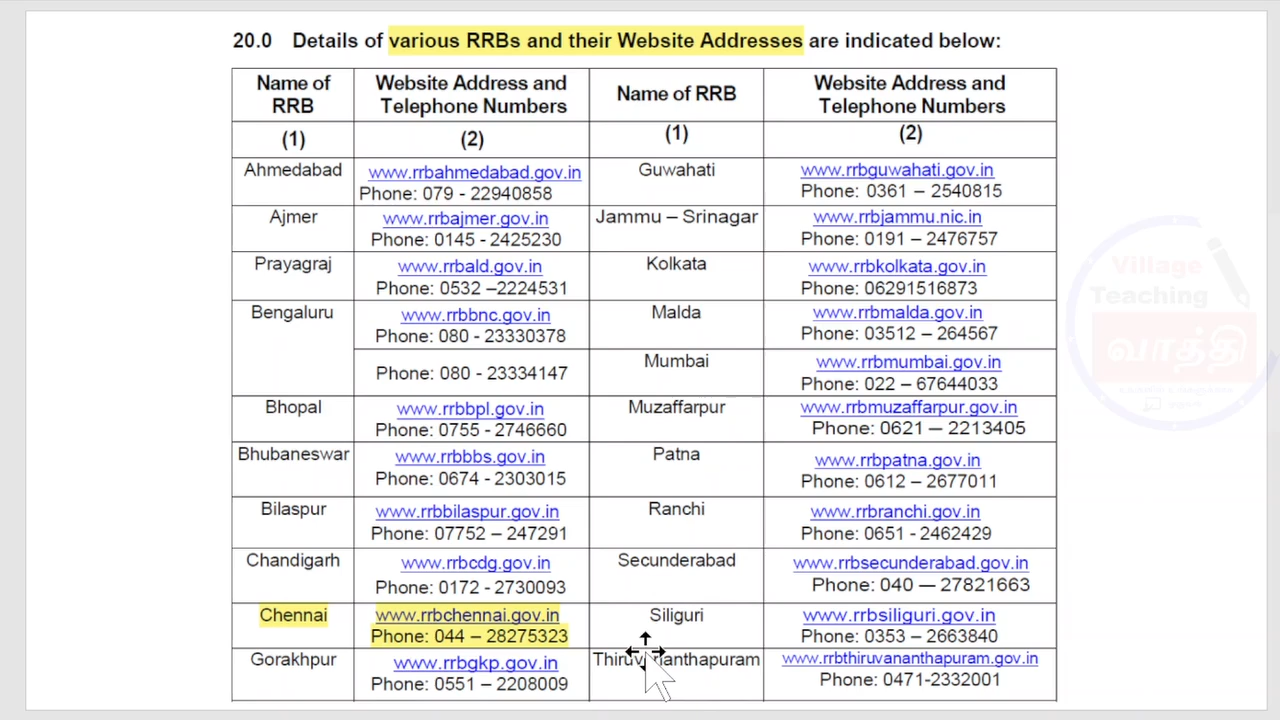 20.0 Details of various RRBs and their Website Addresses are indicated below:
Name of RRB | Website Address and Telephone Numbers | Name of RRB | Website Address and Telephone Numbers
(1) | (2) | (1) | (2)
Ahmedabad | www.rrbahmedabad.gov.in | Guwahati | www.rrbguwahati.gov.in
Phone: 079 - 22940858 | Phone: 0361 – 2540815
Ajmer | www.rrbajmer.gov.in | Jammu – Srinagar | www.rrbjammu.nic.in
Phone: 0145 - 2425230 | Phone: 0191 – 2476757
Prayagraj | www.rrbald.gov.in | Kolkata | www.rrbkolkata.gov.in
Phone: 0532 –2224531 | Phone: 06291516873
Bengaluru | www.rrbbnc.gov.in | Malda | www.rrbmalda.gov.in
Phone: 080 - 23330378 | Phone: 03512 – 264567
Phone: 080 - 23334147 | Mumbai | www.rrbmumbai.gov.in
Phone: 022 – 67644033
Bhopal | www.rrbbpl.gov.in | Muzaffarpur | www.rrbmuzaffarpur.gov.in
Phone: 0755 - 2746660 | Phone: 0621 — 2213405
Bhubaneswar | www.rrbbbs.gov.in | Patna | www.rrbpatna.gov.in
Phone: 0674 - 2303015 | Phone: 0612 – 2677011
Bilaspur | www.rrbbilaspur.gov.in | Ranchi | www.rrbranchi.gov.in
Phone: 07752 – 247291 | Phone: 0651 - 2462429
Chandigarh | www.rrbcdg.gov.in | Secunderabad | www.rrbsecunderabad.gov.in
Phone: 0172 - 2730093 | Phone: 040 — 27821663
Chennai | www.rrbchennai.gov.in | Siliguri | www.rrbsiliguri.gov.in
Phone: 044 – 28275323 | Phone: 0353 – 2663840
Gorakhpur | www.rrbgkp.gov.in | Thiruvananthapuram | www.rrbthiruvananthapuram.gov.in
Phone: 0551 – 2208009 | Phone: 0471-2332001
Village
Teaching
வாத்தி